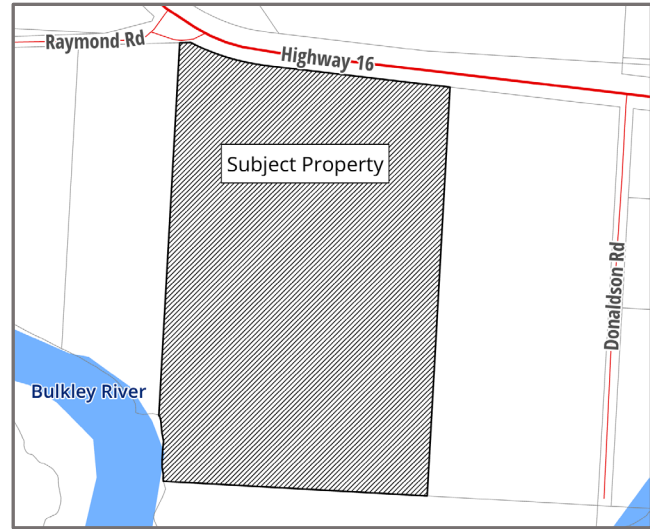 Raymond Rd
Highway 16
Subject Property
Donaldson Rd
Bulkley River